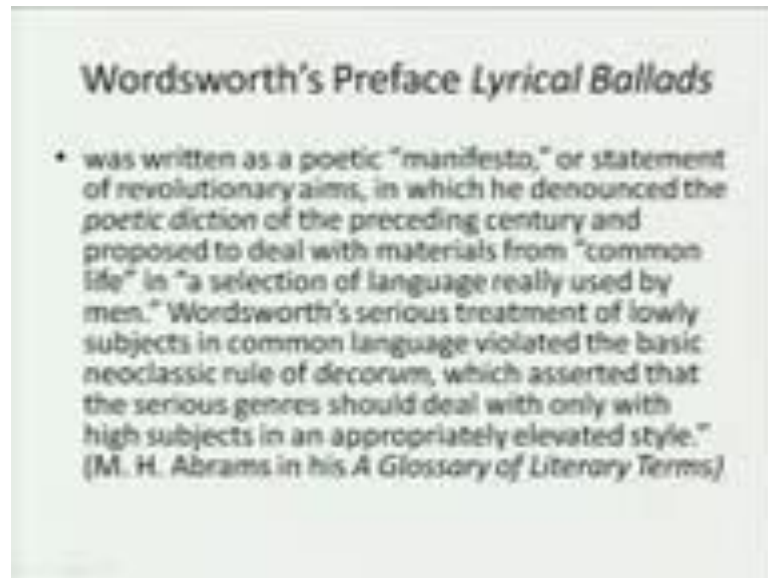 Wordsworth's Preface Lyrical Ballads
• was written as a poetic "manifesto," or statement
of revolutionary aims, in which he denounced the
poetic diction of the preceding century and
proposed to deal with materials from "common
life" in "a selection of language really used by
men." Wordsworth's serious treatment of lowly
subjects in common language violated the basic
neoclassic rule of decorum, which asserted that
the serious genres should deal with only with
high subjects in an appropriately elevated style."
(M. H. Abrams in his A Glossary of Literary Terms)